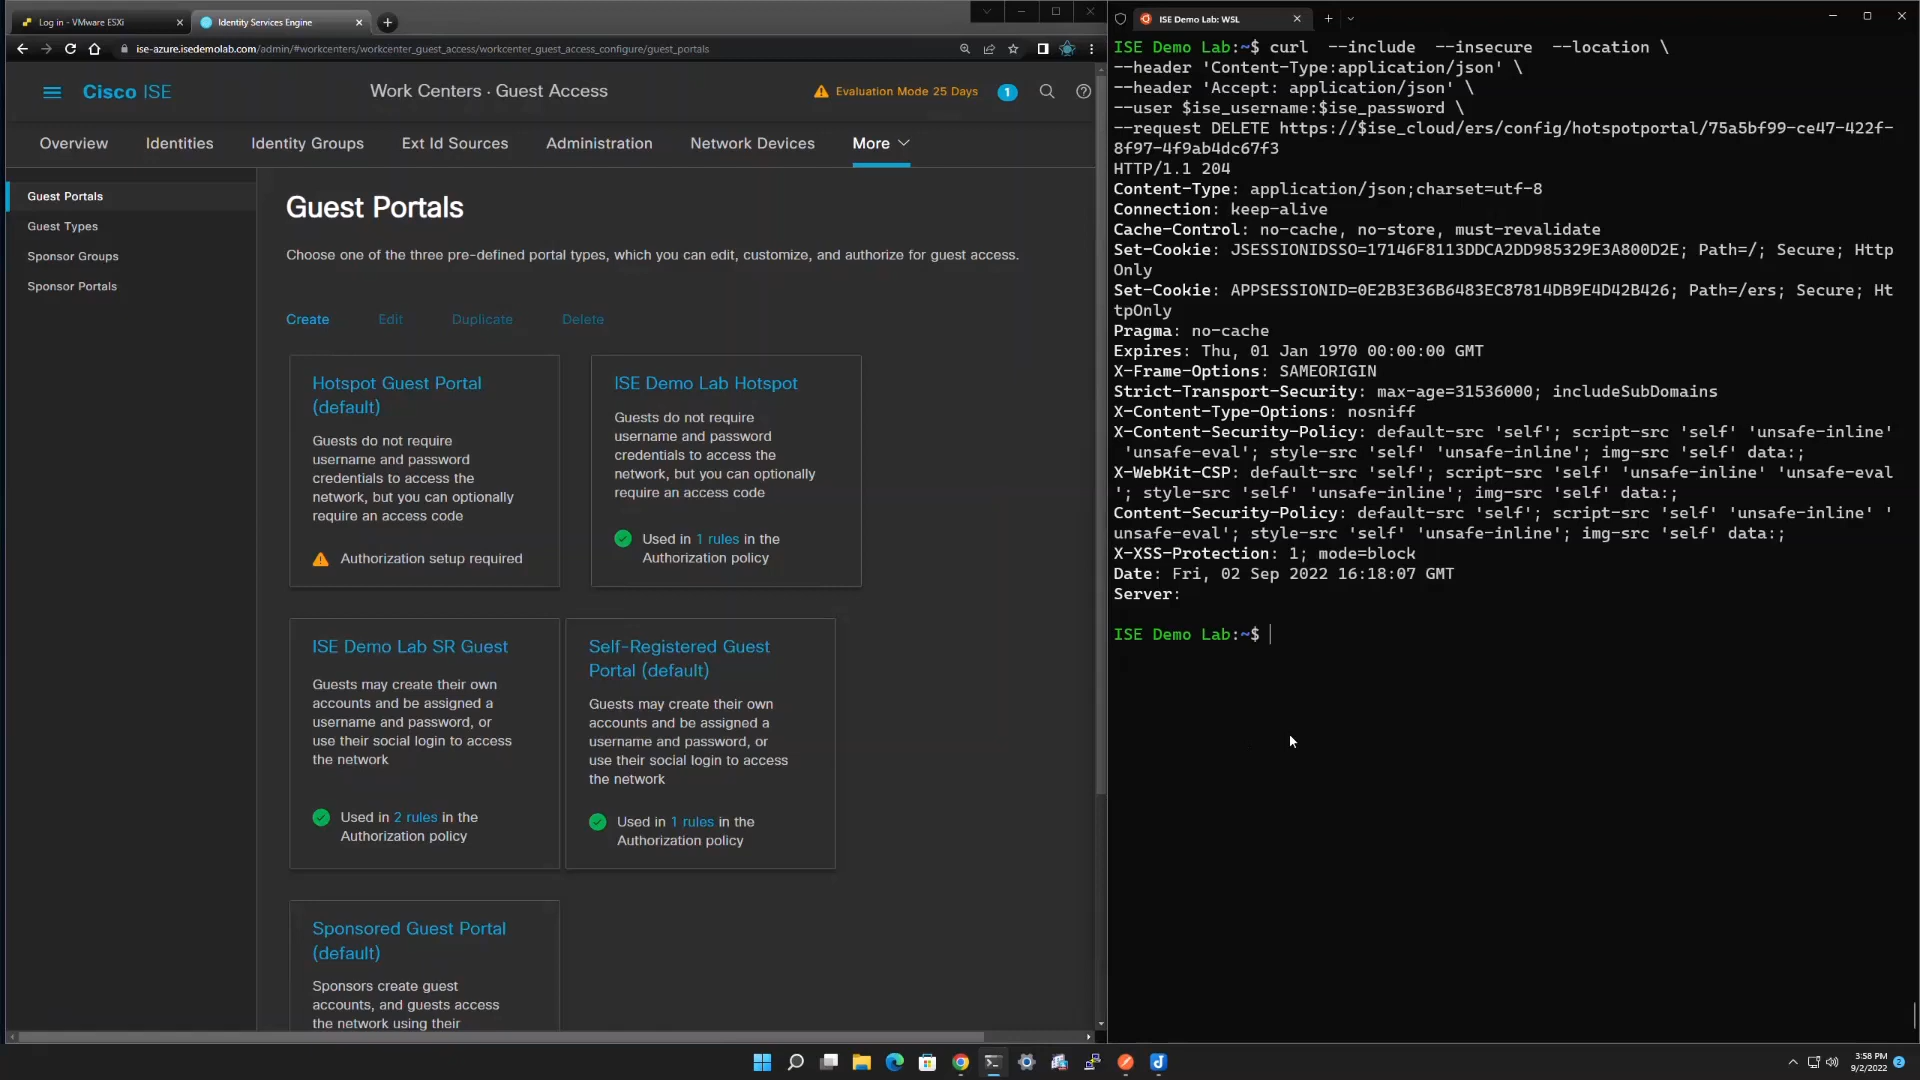 Log in - VMware ESXi
Identity Services Engine
ISE Demo Lab: WSL
ise-azure.isedemolab.com/admin/#workcenters/workcenter_guest_access/workcenter_guest_access_configure/guest_portals
Cisco ISE
Work Centers · Guest Access
Evaluation Mode 25 Days
1
Overview
Identities
Identity Groups
Ext Id Sources
Administration
Network Devices
More
Guest Portals
Guest Types
Sponsor Groups
Sponsor Portals
Guest Portals
Choose one of the three pre-defined portal types, which you can edit, customize, and authorize for guest access.
Create
Edit
Duplicate
Delete
Hotspot Guest Portal
(default)
Guests do not require
username and password
credentials to access the
network, but you can optionally
require an access code
Authorization setup required
ISE Demo Lab Hotspot
Guests do not require
username and password
credentials to access the
network, but you can optionally
require an access code
Used in 1 rules in the
Authorization policy
ISE Demo Lab SR Guest
Guests may create their own
accounts and be assigned a
username and password, or
use their social login to access
the network
Used in 2 rules in the
Authorization policy
Self-Registered Guest
Portal (default)
Guests may create their own
accounts and be assigned a
username and password, or
use their social login to access
the network
Used in 1 rules in the
Authorization policy
Sponsored Guest Portal
(default)
Sponsors create guest
accounts, and guests access
the network using their
ISE Demo Lab:~$ curl  --include  --insecure  --location \
--header 'Content-Type:application/json' \
--header 'Accept: application/json' \
--user $ise_username:$ise_password \
--request DELETE https://$ise_cloud/ers/config/hotspotportal/75a5bf99-ce47-422f-
8f97-4f9ab4dc67f3
HTTP/1.1 204
Content-Type: application/json;charset=utf-8
Connection: keep-alive
Cache-Control: no-cache, no-store, must-revalidate
Set-Cookie: JSESSIONIDSSO=17146F8113DDCA2DD985329E3A800D2E; Path=/; Secure; Http
Only
Set-Cookie: APPSESSIONID=0E2B3E36B6483EC87814DB9E4D42B426; Path=/ers; Secure; Ht
tpOnly
Pragma: no-cache
Expires: Thu, 01 Jan 1970 00:00:00 GMT
X-Frame-Options: SAMEORIGIN
Strict-Transport-Security: max-age=31536000; includeSubDomains
X-Content-Type-Options: nosniff
X-Content-Security-Policy: default-src 'self'; script-src 'self' 'unsafe-inline'
 'unsafe-eval'; style-src 'self' 'unsafe-inline'; img-src 'self' data:;
X-WebKit-CSP: default-src 'self'; script-src 'self' 'unsafe-inline' 'unsafe-eval
'; style-src 'self' 'unsafe-inline'; img-src 'self' data:;
Content-Security-Policy: default-src 'self'; script-src 'self' 'unsafe-inline' '
unsafe-eval'; style-src 'self' 'unsafe-inline'; img-src 'self' data:;
X-XSS-Protection: 1; mode=block
Date: Fri, 02 Sep 2022 16:18:07 GMT
Server:
ISE Demo Lab:~$
3:58 PM
9/2/2022
2